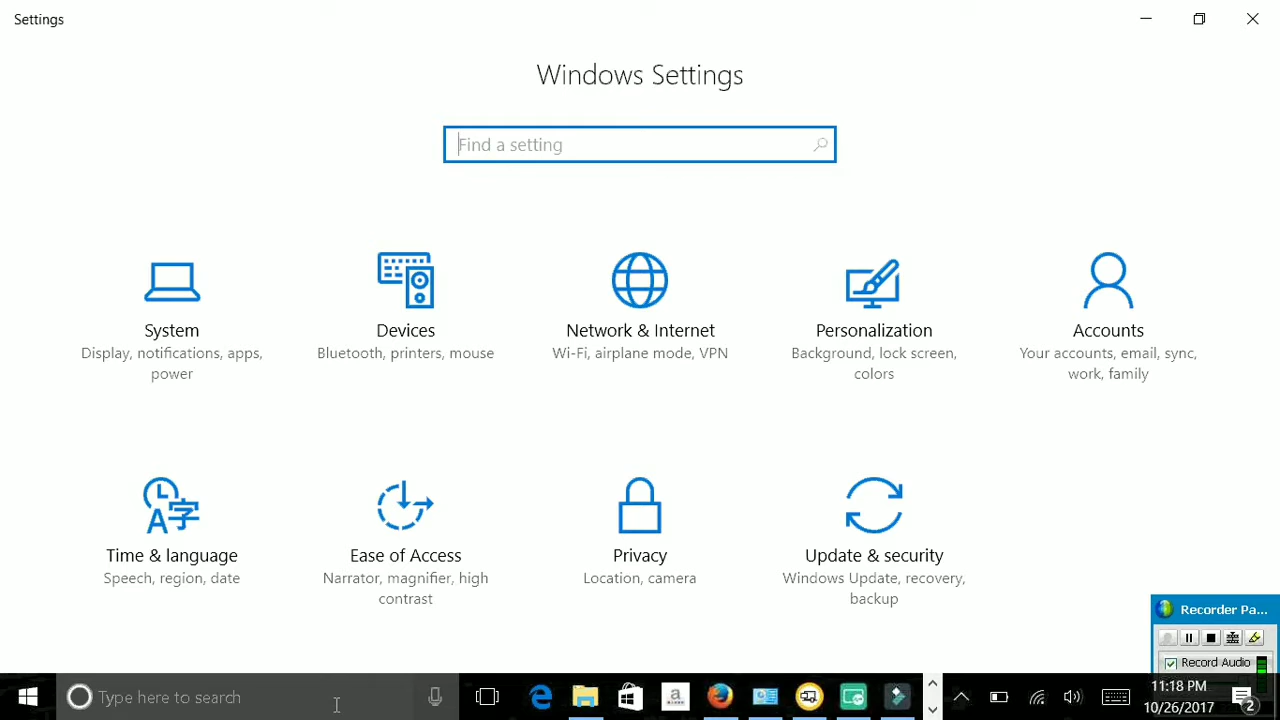 Settings
Windows Settings
Find a setting
System
Display, notifications, apps,
power
Devices
Bluetooth, printers, mouse
Network & Internet
Wi-Fi, airplane mode, VPN
Personalization
Background, lock screen,
colors
Accounts
Your accounts, email, sync,
work, family
Time & language
Speech, region, date
Ease of Access
Narrator, magnifier, high
contrast
Privacy
Location, camera
Update & security
Windows Update, recovery,
backup
Recorder Pa...
Record Audio
Type here to search
11:18 PM
10/26/2017
2